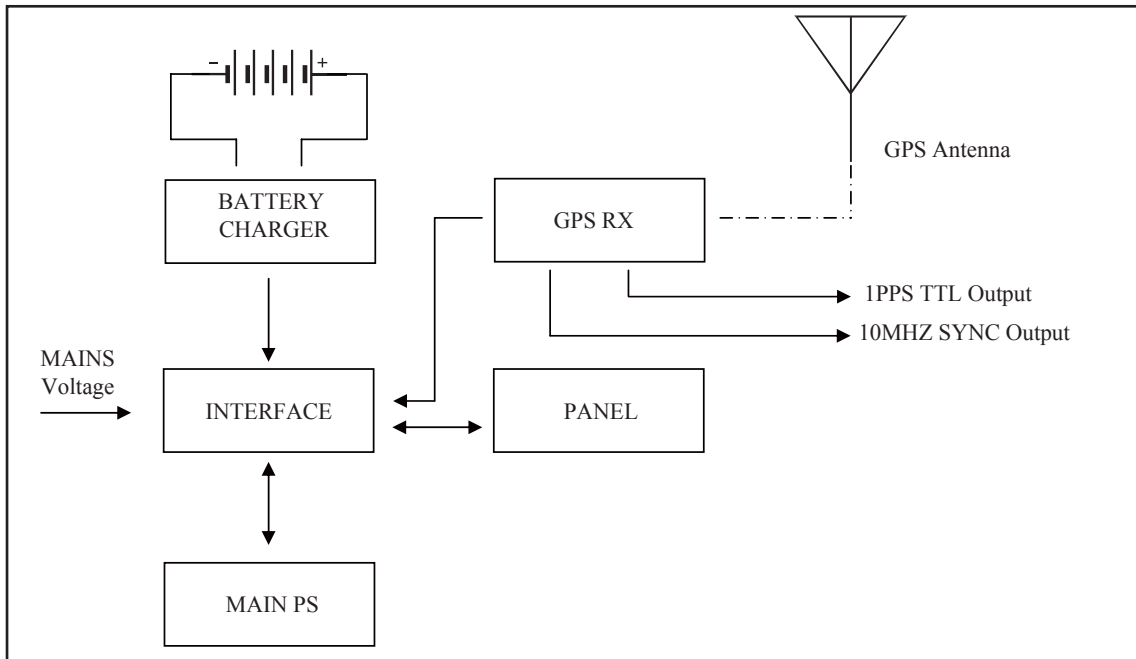 − +
GPS Antenna
BATTERY
CHARGER
GPS RX
1PPS TTL Output
10MHZ SYNC Output
MAINS
Voltage
INTERFACE
PANEL
MAIN PS